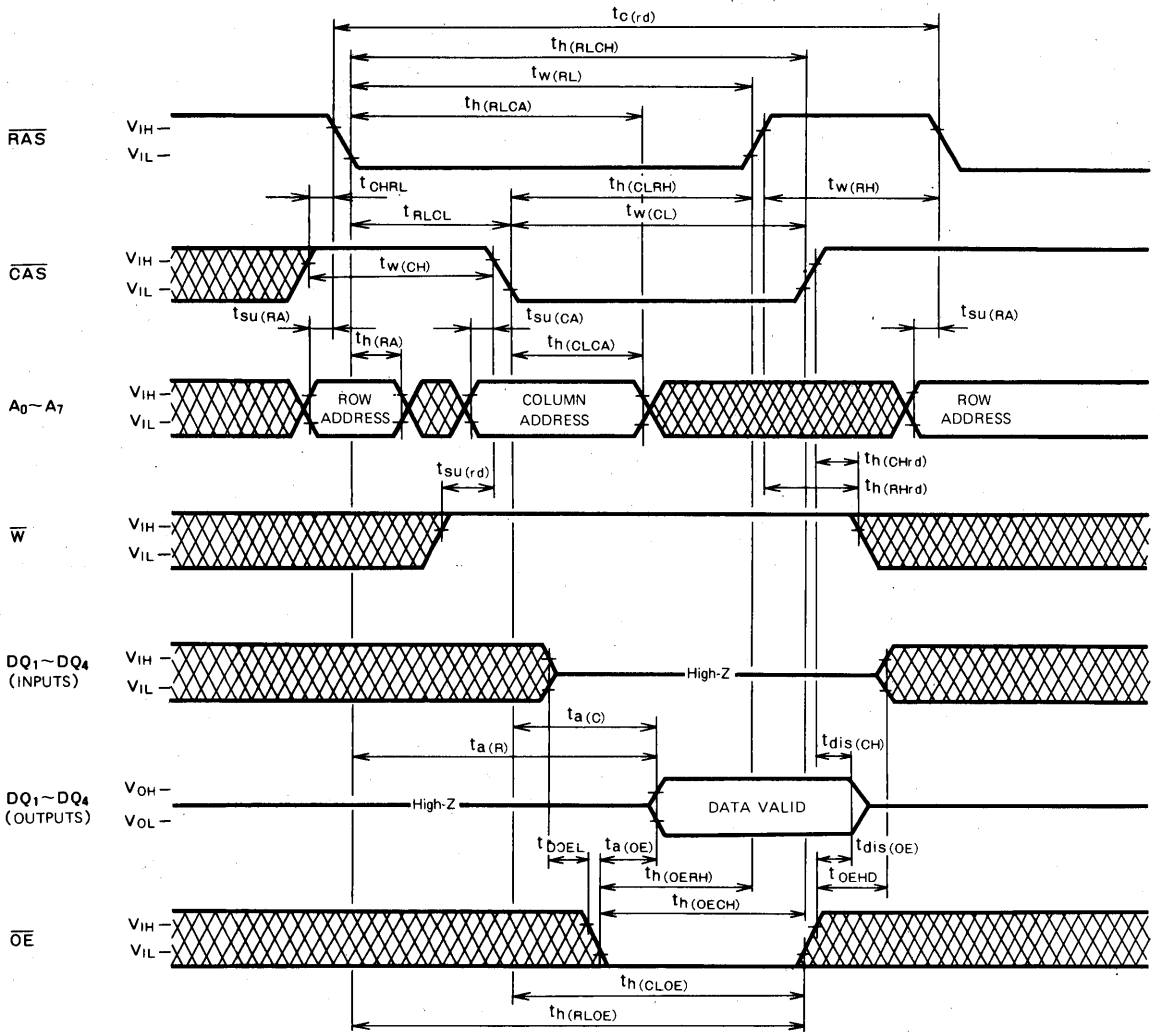 tc(rd)
th(RLCH)
tw(RL)
th(RLCA)
RAS
VIH
VIL
tCHRL
th(CLRH)
tw(RH)
tRLCL
tw(CL)
CAS
VIH
VIL
tw(CH)
tsu(RA)
tsu(CA)
tsu(RA)
th(RA)
th(CLCA)
A0~A7
VIH
VIL
ROW
ADDRESS
COLUMN
ADDRESS
ROW
ADDRESS
tsu(rd)
th(CHrd)
th(RHrd)
W
VIH
VIL
DQ1~DQ4
(INPUTS)
VIH
VIL
High-Z
ta(C)
ta(R)
tdis(CH)
DQ1~DQ4
(OUTPUTS)
VOH
VOL
High-Z
DATA VALID
tDOEL
ta(OE)
tdis(OE)
th(OERH)
tOEHD
th(OECH)
OE
VIH
VIL
th(CLOE)
th(RLOE)